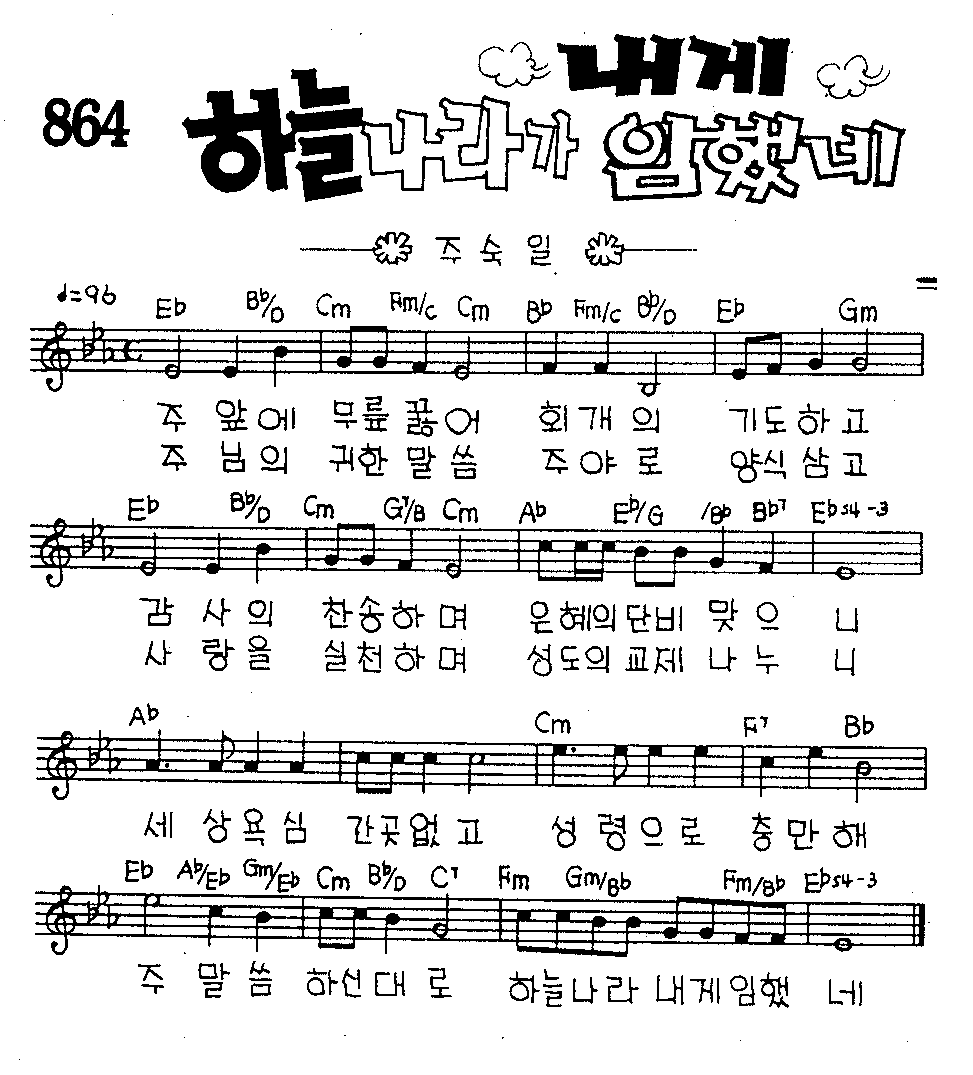 864
하늘나라가 내게 임했네
주 숙 일
♩=96
Eb Bb/D Cm Fm/C Cm Bb Fm/C Bb/D Eb Gm
주 앞에 무릎꿇어 회개의 기도하고
주 님의 귀한말씀 주야로 양식삼고
Eb Bb/D Cm G7/B Cm Ab Eb/G /Bb Bb7 Ebs4-3
감 사의 찬송하며 은혜의단비 맞으 니
사 랑을 실천하며 성도의교제 나누 니
Ab Cm F7 Bb
세 상욕심 간곳없고 성 령으로 충만해
Eb Ab/Eb Gm/Eb Cm Bb/D C7 Fm Gm/Bb Fm/Bb Ebs4-3
주 말씀 하신대로 하늘나라 내게임했 네